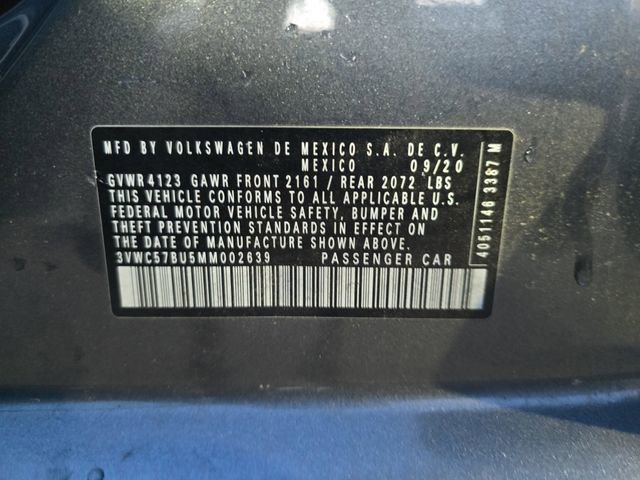 MFD BY VOLKSWAGEN DE MEXICO S.A. DE C.V.
MEXICO 09/20
GVWR 4123 GAWR FRONT 2161 / REAR 2072 LBS
THIS VEHICLE CONFORMS TO ALL APPLICABLE U.S.
FEDERAL MOTOR VEHICLE SAFETY, BUMPER AND
THEFT PREVENTION STANDARDS IN EFFECT ON
THE DATE OF MANUFACTURE SHOWN ABOVE
3VWC57BU5MM002639 PASSENGER CAR
4051146 3387 M